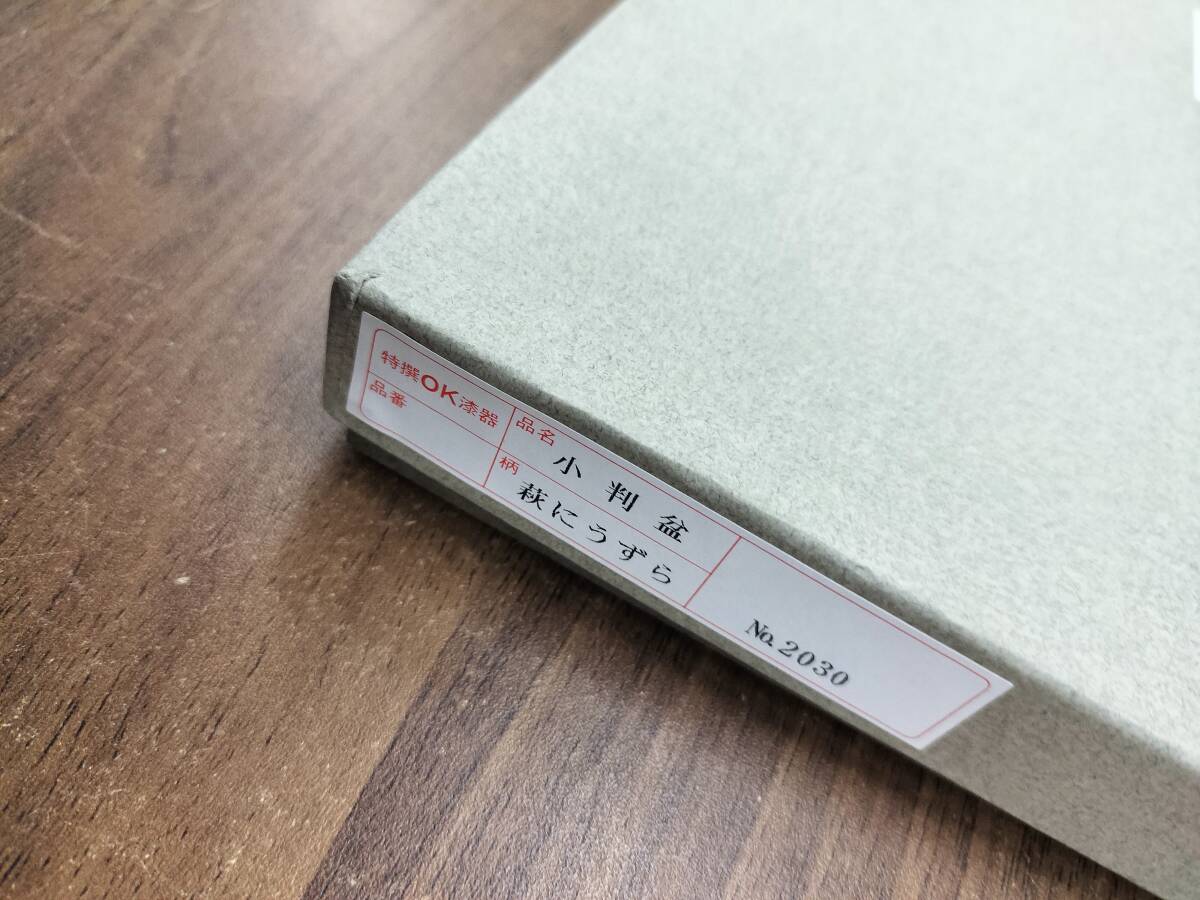 特撰OK漆器
品番
品名
小判盆
柄
萩にうずら
No.2030